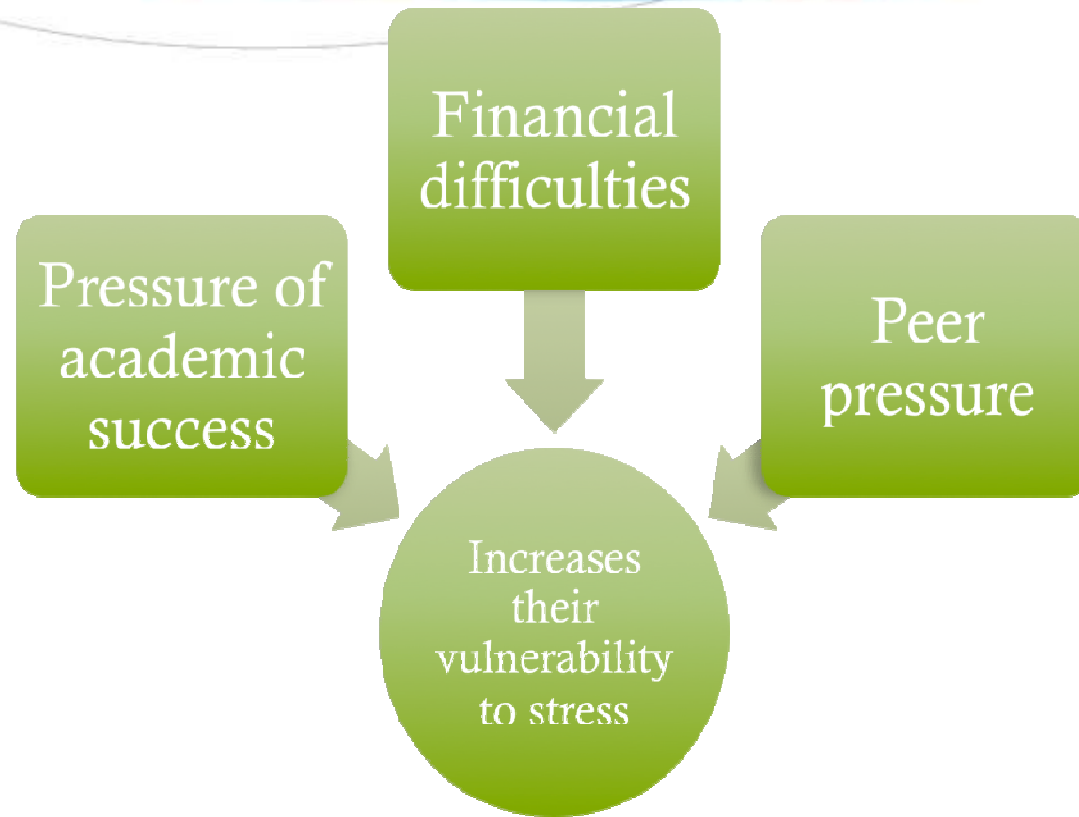 Financial
difficulties
Pressure of
academic
success
Peer
pressure
Increases
their
vulnerability
to stress